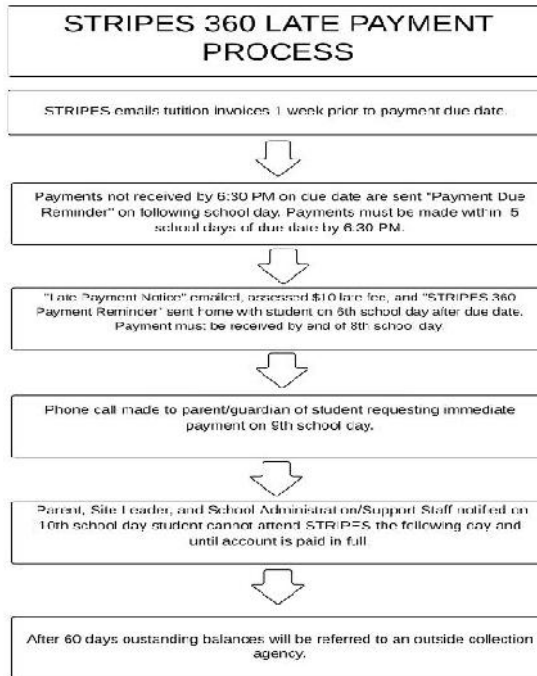 STRIPES 360 LATE PAYMENT
PROCESS
STRIPES emails tutition invoices 1 week prior to payment due date.
Payments not received by 6:30 PM on due date are sent "Payment Due
Reminder" on following school day. Payments must be made within 5
school days of due date by 6:30 PM.
"Late Payment Notice" emailed, assessed $10 late fee, and "STRIPES 360
Payment Reminder" sent home with student on 6th school day after due date.
Payment must be received by end of 8th school day.
Phone call made to parent/guardian of student requesting immediate
payment on 9th school day.
Parent, Site Leader, and School Administration/Support Staff notified on
10th school day student cannot attend STRIPES the following day and
until account is paid in full.
After 60 days oustanding balances will be referred to an outside collection
agency.